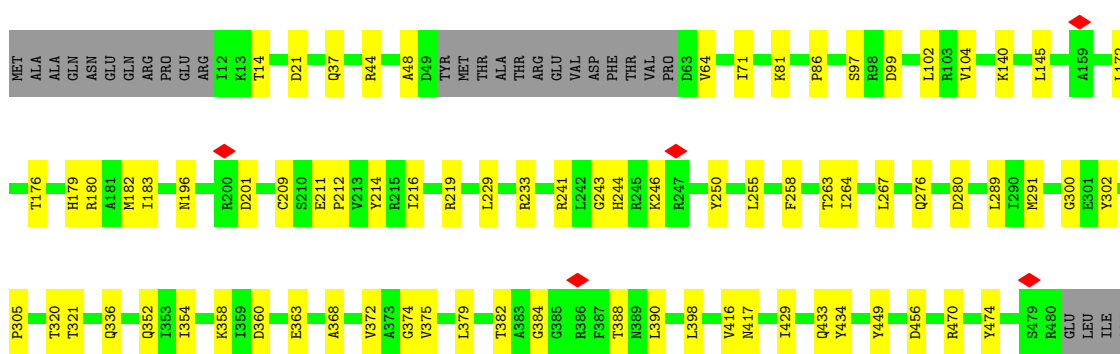 MET ALA ALA GLN ASN GLU GLN ARG PRO GLU ARG I12 K13 T14 D21 Q37 R44 A48 D49 TYR MET THR ALA THR ARG GLU VAL ASP PHE THR VAL PRO D63 V64 I71 K81 P86 S97 R98 D99 L102 R103 V104 K140 L145 A159
T176 H179 R180 A181 M182 I183 N196 R200 D201 C209 S210 E211 P212 V213 Y214 R215 I216 R219 L229 R233 R241 L242 G243 H244 R245 K246 R247 Y250 L255 F258 T263 I264 L267 Q276 D280 L289 I290 M291 G300 E301 Y302
P305 T320 T321 Q336 Q352 I353 I354 K358 I359 D360 E363 A368 V372 A373 G374 V375 L379 T382 A383 G384 G385 R386 F387 T388 N389 L390 L398 V416 N417 I429 Q433 Y434 Y449 D456 R470 Y474 S479 R480 GLU LEU ILE